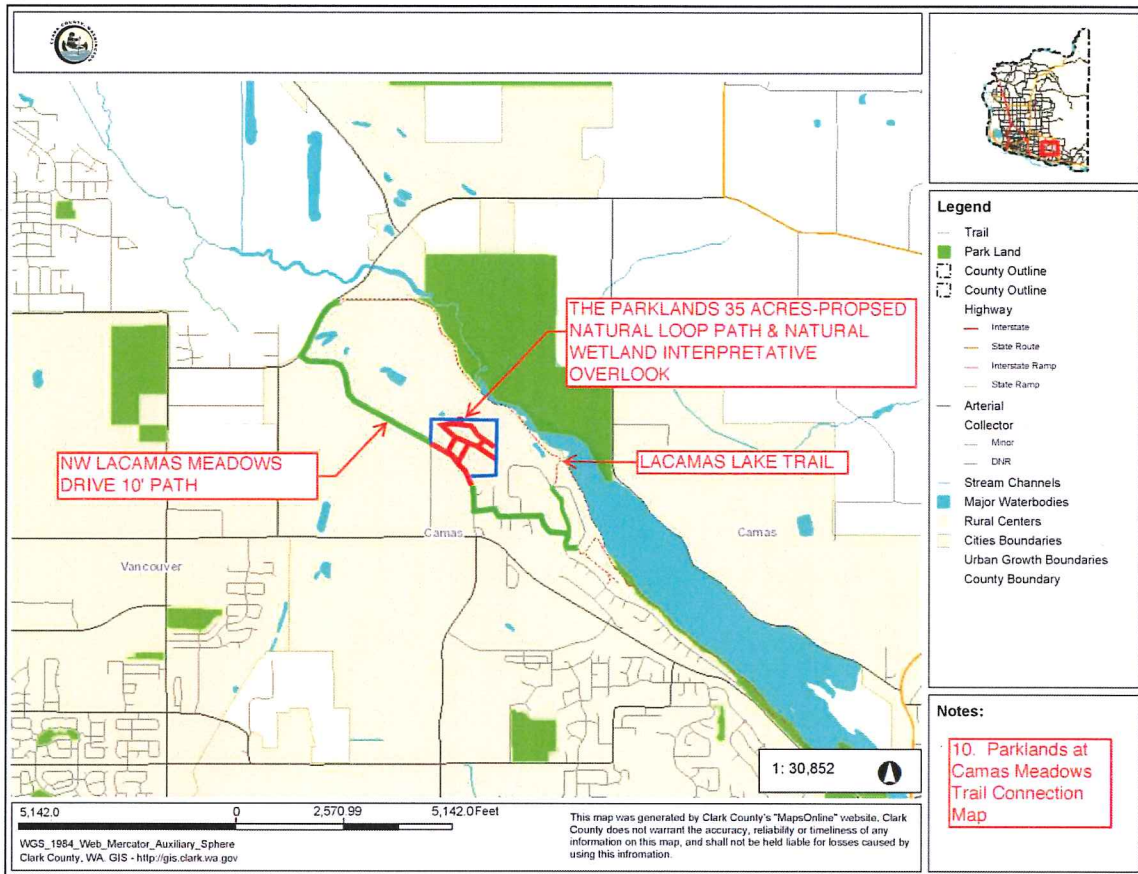 CLARK COUNTY, WASHINGTON
THE PARKLANDS 35 ACRES-PROPSED
NATURAL LOOP PATH & NATURAL
WETLAND INTERPRETATIVE
OVERLOOK
NW LACAMAS MEADOWS
DRIVE 10' PATH
LACAMAS LAKE TRAIL
Camas
Camas
Vancouver
1: 30,852
Legend
Trail
Park Land
County Outline
County Outline
Highway
Interstate
State Route
Interstate Ramp
State Ramp
Arterial
Collector
Minor
DNR
Stream Channels
Major Waterbodies
Rural Centers
Cities Boundaries
Urban Growth Boundaries
County Boundary
Notes:
10. Parklands at
Camas Meadows
Trail Connection
Map
5,142.0 0 2,570.99 5,142.0 Feet
WGS_1984_Web_Mercator_Auxiliary_Sphere
Clark County, WA. GIS - http://gis.clark.wa.gov
This map was generated by Clark County's "MapsOnline" website. Clark
County does not warrant the accuracy, reliability or timeliness of any
information on this map, and shall not be held liable for losses caused by
using this infromation.